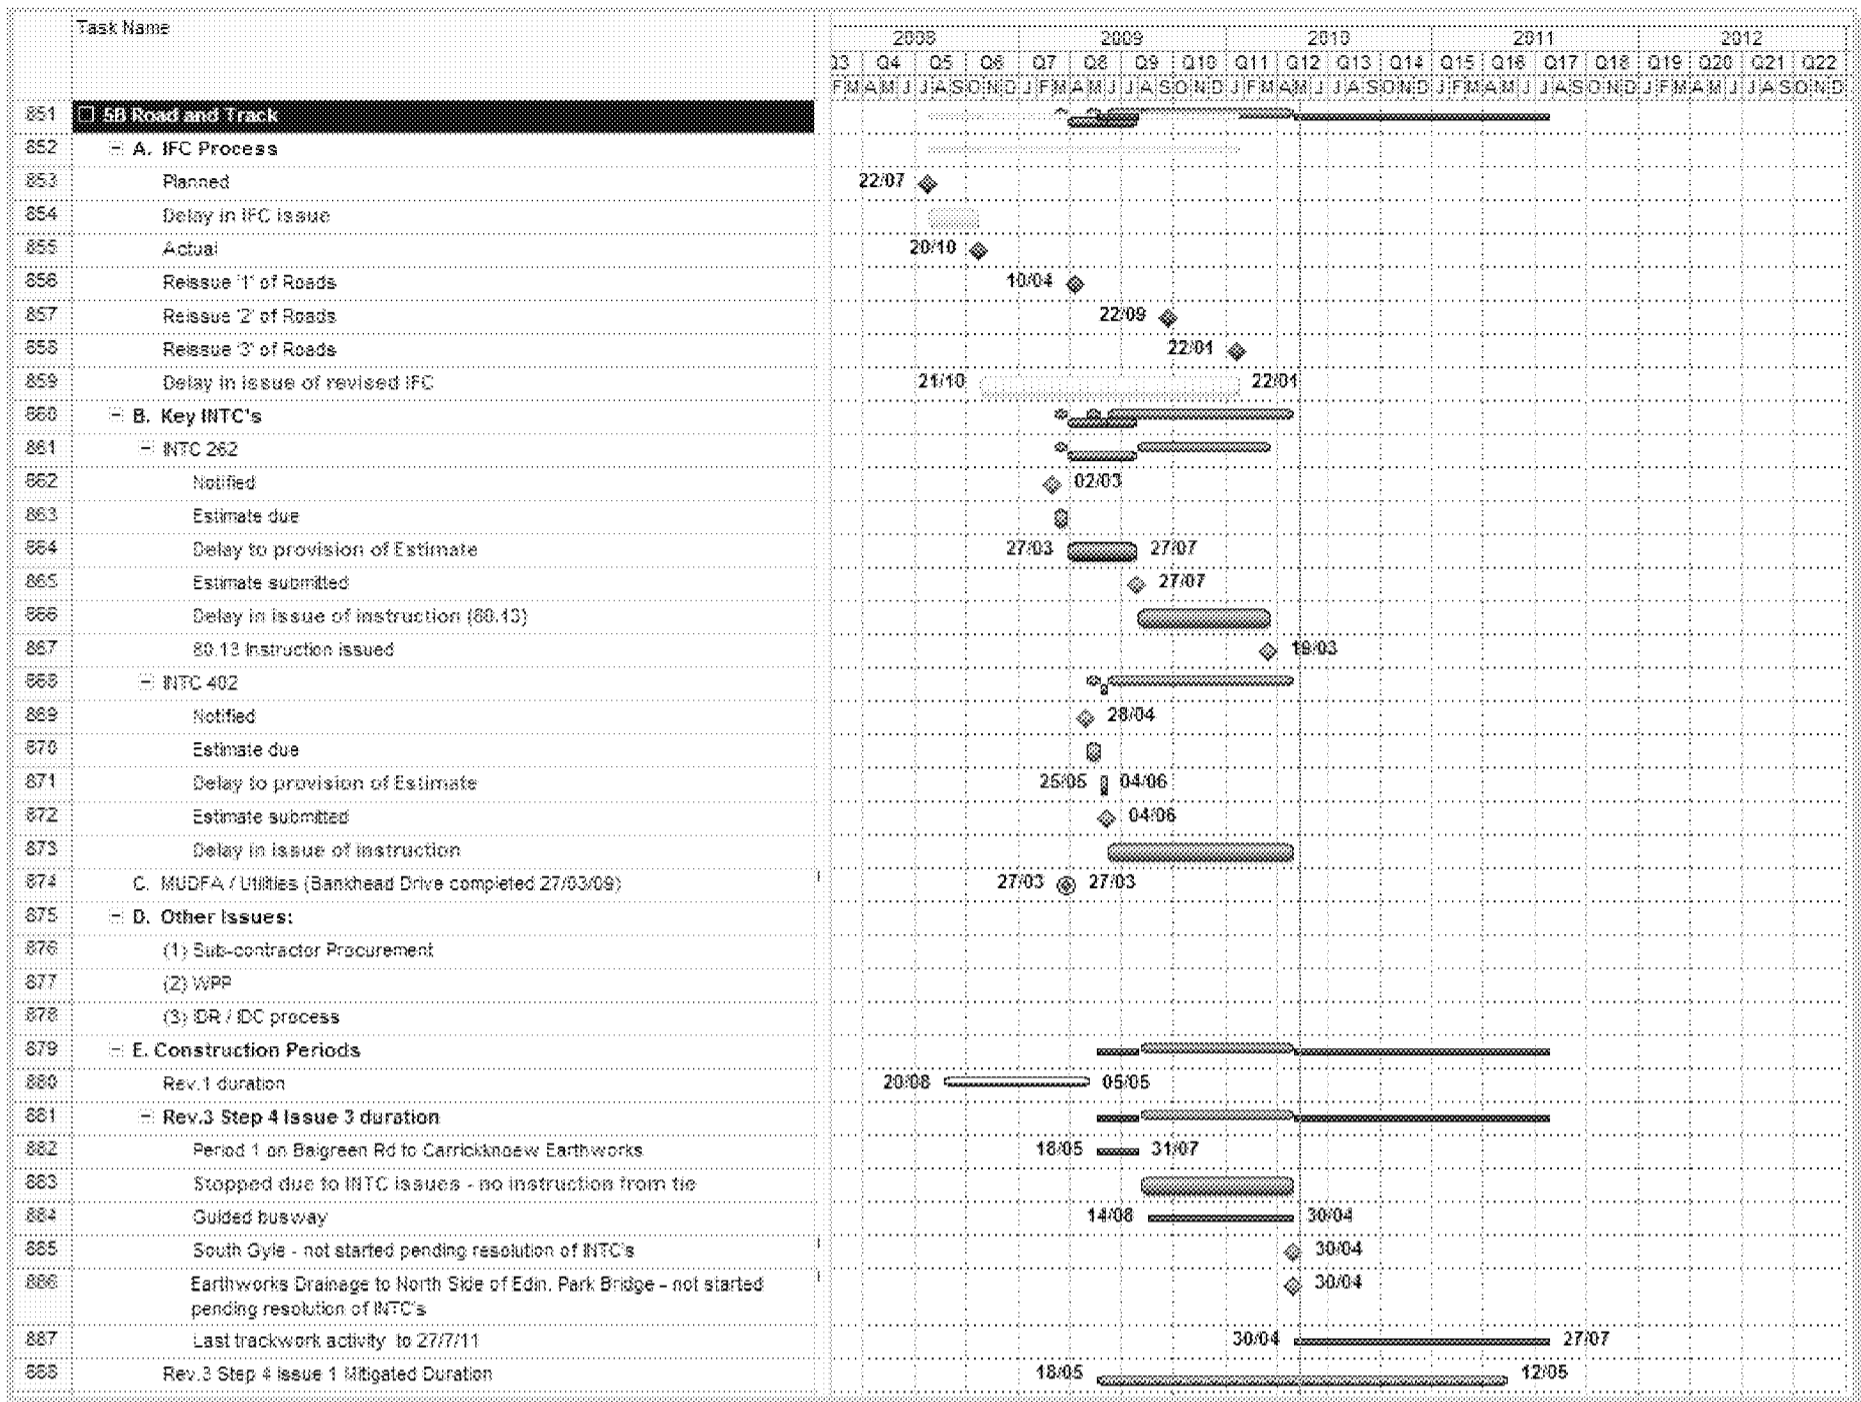 Task Name
2008 2009 2010 2011 2012
Q3 Q4 Q5 Q6 Q7 Q8 Q9 Q10 Q11 Q12 Q13 Q14 Q15 Q16 Q17 Q18 Q19 Q20 Q21 Q22
F M A M J J A S O N D J F M A M J J A S O N D J F M A M J J A S O N D J F M A M J J A S O N D J F M A M J J A S O N D
851 5B Road and Track
852 A. IFC Process
853 Planned 22/07
854 Delay in IFC issue
855 Actual 20/10
856 Reissue '1' of Roads 10/04
857 Reissue '2' of Roads 22/09
858 Reissue '3' of Roads 22/01
859 Delay in issue of revised IFC 21/10 22/01
860 B. Key INTC's
861 INTC 262
862 Notified 02/03
863 Estimate due
864 Delay to provision of Estimate 27/03 27/07
865 Estimate submitted 27/07
866 Delay in issue of instruction (80.13)
867 80.13 Instruction issued 19/03
868 INTC 402
869 Notified 28/04
870 Estimate due
871 Delay to provision of Estimate 25/05 04/06
872 Estimate submitted 04/06
873 Delay in issue of instruction
874 C. MUDFA / Utilities (Bankhead Drive completed 27/03/09) 27/03 27/03
875 D. Other Issues:
876 (1) Sub-contractor Procurement
877 (2) WPP
878 (3) IDR / IDC process
879 E. Construction Periods
880 Rev.1 duration 20/08 05/05
881 Rev.3 Step 4 Issue 3 duration
882 Period 1 on Balgreen Rd to Carrickknoew Earthworks 18/05 31/07
883 Stopped due to INTC issues - no instruction from tie
884 Guided busway 14/08 30/04
885 South Gyle - not started pending resolution of INTC's 30/04
886 Earthworks Drainage to North Side of Edin. Park Bridge - not started 30/04
pending resolution of INTC's
887 Last trackwork activity to 27/7/11 30/04 27/07
888 Rev.3 Step 4 Issue 1 Mitigated Duration 18/05 12/05